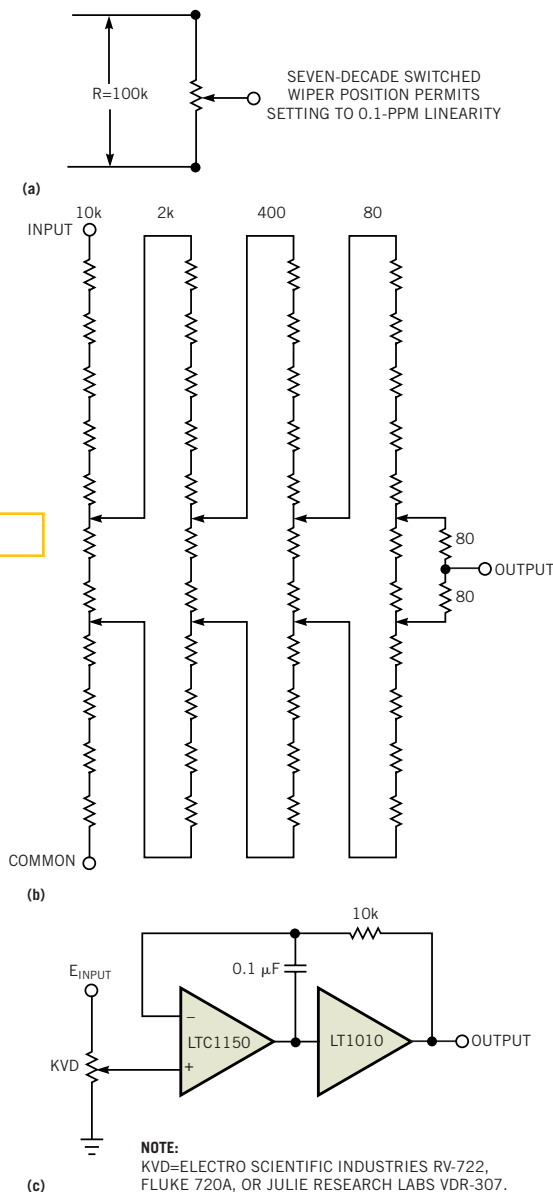 R=100k
SEVEN-DECADE SWITCHED
WIPER POSITION PERMITS
SETTING TO 0.1-PPM LINEARITY
(a)
10k
2k
400
80
INPUT
80
OUTPUT
80
COMMON
(b)
10k
E_INPUT
0.1 µF
–
LTC1150
LT1010
OUTPUT
KVD
+
NOTE:
KVD=ELECTRO SCIENTIFIC INDUSTRIES RV-722,
FLUKE 720A, OR JULIE RESEARCH LABS VDR-307.
(c)